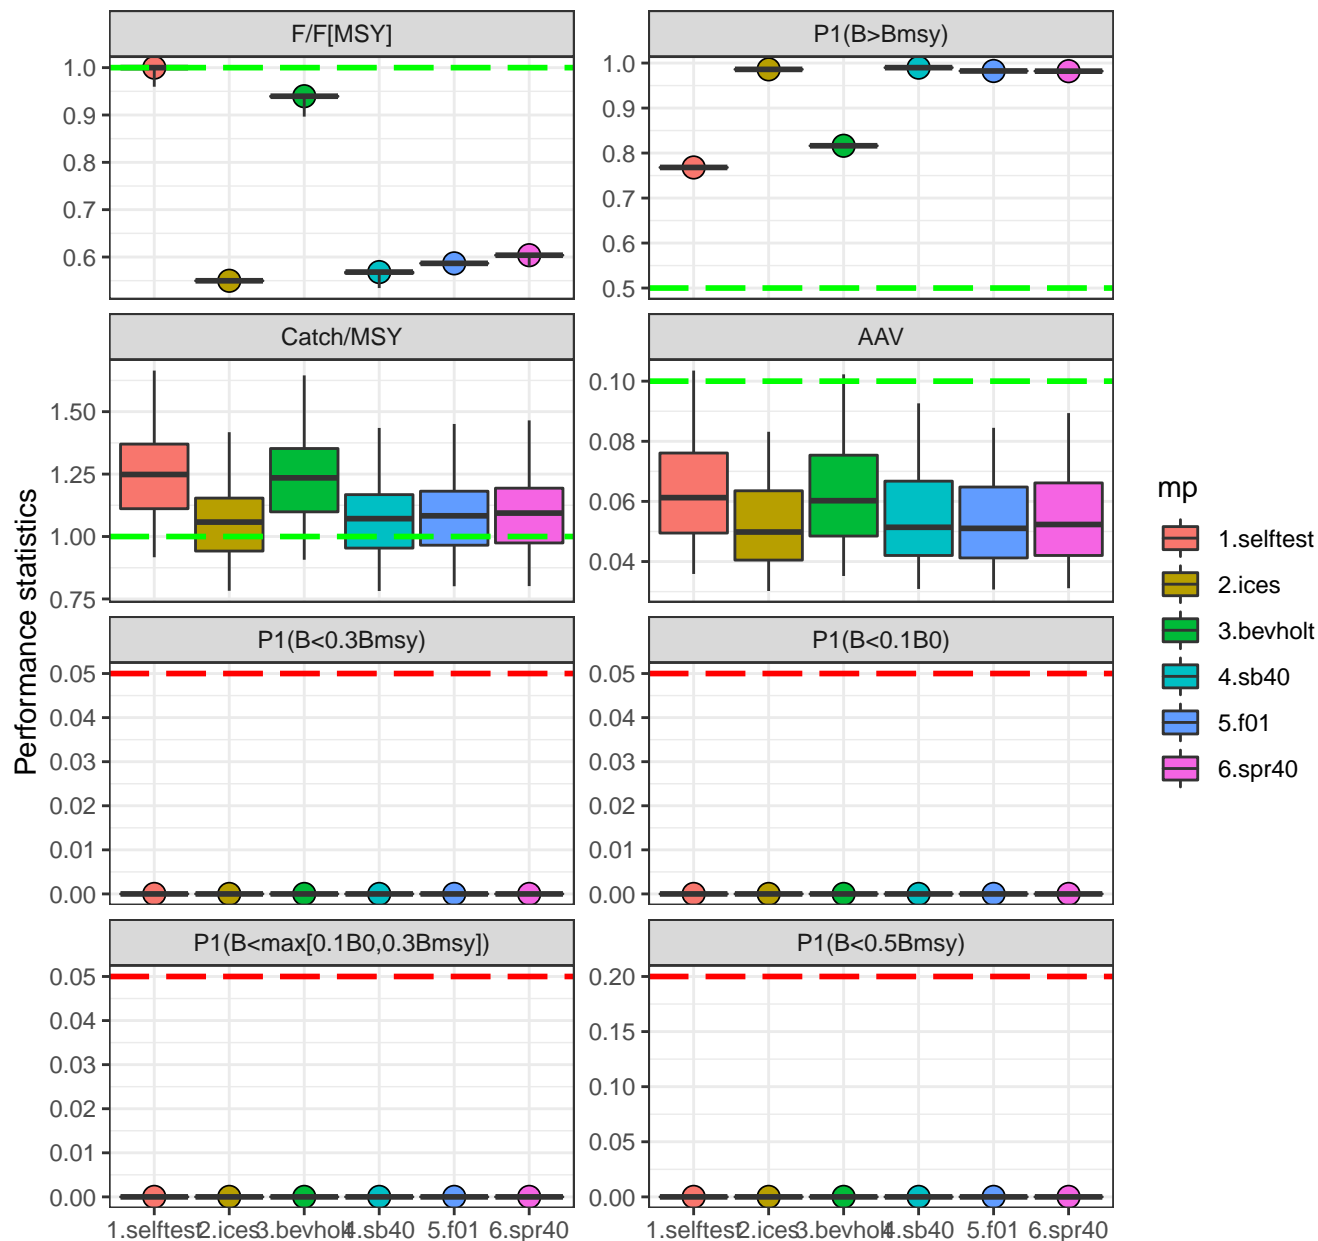 F/F[MSY]
P1(B>Bmsy)
1.0
0.9
0.8
0.7
0.6
1.0
0.9
0.8
0.7
0.6
0.5
Catch/MSY
AAV
1.50
1.25
1.00
0.75
0.10
0.08
0.06
0.04
Performance statistics
P1(B<0.3Bmsy)
P1(B<0.1B0)
0.05
0.04
0.03
0.02
0.01
0.00
0.05
0.04
0.03
0.02
0.01
0.00
P1(B<max[0.1B0,0.3Bmsy])
P1(B<0.5Bmsy)
0.05
0.04
0.03
0.02
0.01
0.00
0.20
0.15
0.10
0.05
0.00
1.selftest 2.ices 3.bevholt 4.sb40 5.f01 6.spr40
1.selftest 2.ices 3.bevholt 4.sb40 5.f01 6.spr40
mp
1.selftest
2.ices
3.bevholt
4.sb40
5.f01
6.spr40